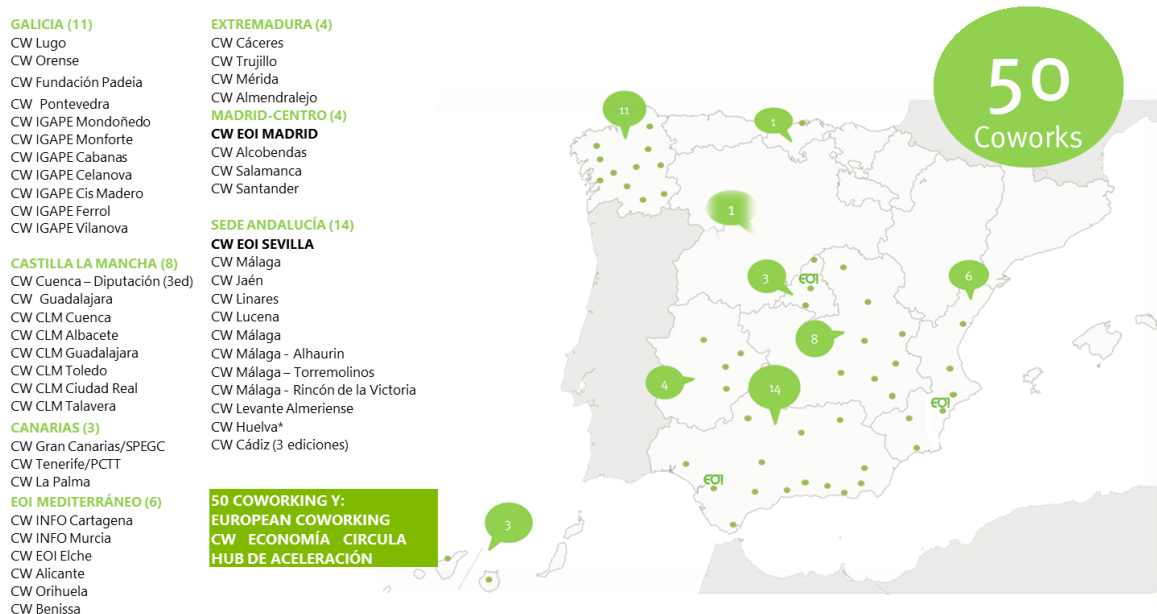 GALICIA (11)
CW Lugo
CW Orense
CW Fundación Padeia
CW Pontevedra
CW IGAPE Mondoñedo
CW IGAPE Monforte
CW IGAPE Cabanas
CW IGAPE Celanova
CW IGAPE Cis Madero
CW IGAPE Ferrol
CW IGAPE Vilanova
CASTILLA LA MANCHA (8)
CW Cuenca – Diputación (3ed)
CW Guadalajara
CW CLM Cuenca
CW CLM Albacete
CW CLM Guadalajara
CW CLM Toledo
CW CLM Ciudad Real
CW CLM Talavera
CANARIAS (3)
CW Gran Canarias/SPEGC
CW Tenerife/PCTT
CW La Palma
EOI MEDITERRÁNEO (6)
CW INFO Cartagena
CW INFO Murcia
CW EOI Elche
CW Alicante
CW Orihuela
CW Benissa
EXTREMADURA (4)
CW Cáceres
CW Trujillo
CW Mérida
CW Almendralejo
MADRID-CENTRO (4)
CW EOI MADRID
CW Alcobendas
CW Salamanca
CW Santander
SEDE ANDALUCÍA (14)
CW EOI SEVILLA
CW Málaga
CW Jaén
CW Linares
CW Lucena
CW Málaga
CW Málaga - Alhaurin
CW Málaga – Torremolinos
CW Málaga - Rincón de la Victoria
CW Levante Almeriense
CW Huelva*
CW Cádiz (3 ediciones)
50 COWORKING Y:
EUROPEAN COWORKING
CW ECONOMÍA CIRCULA
HUB DE ACELERACIÓN
50
Coworks
11
1
1
3
EOI
6
8
4
14
EOI
EOI
3